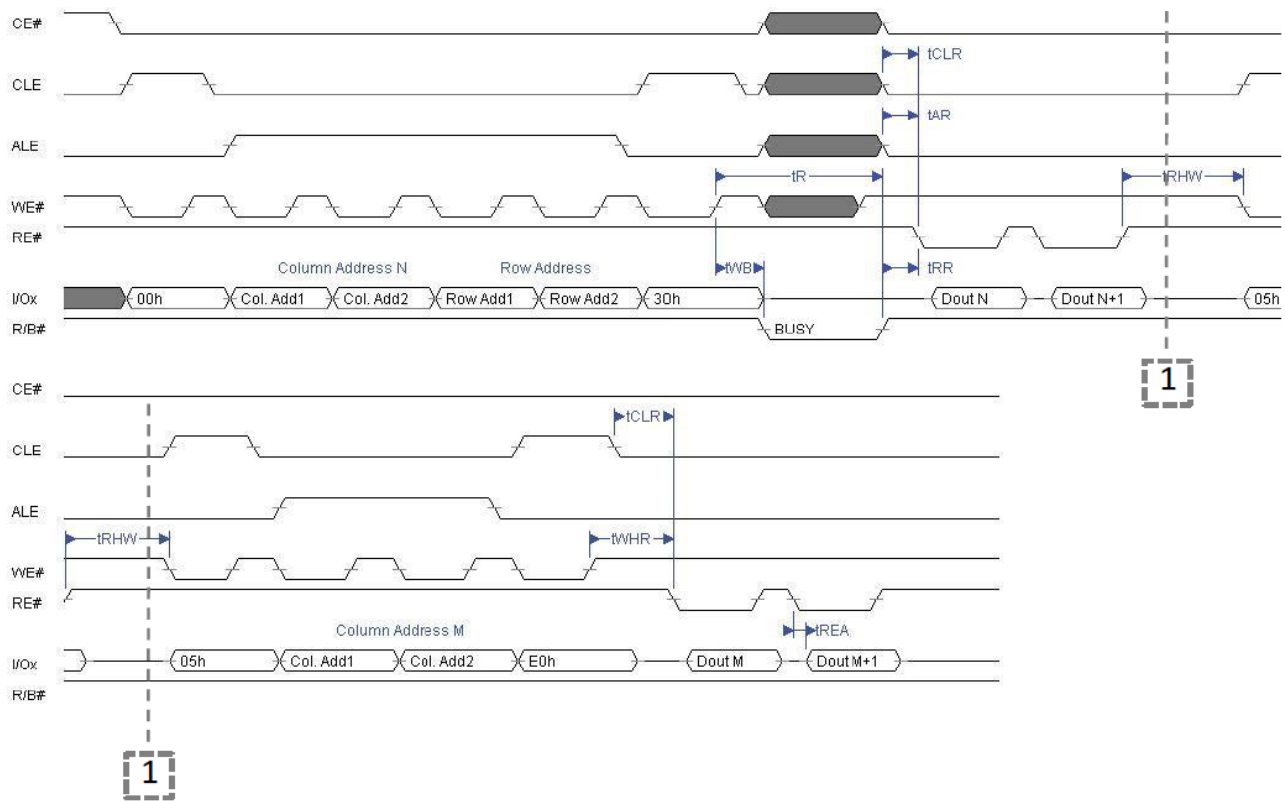 CE#
tCLR
CLE
tAR
ALE
tR
tRHW
WE#
RE#
Column Address N Row Address tWB tRR
I/Ox 00h Col. Add1 Col. Add2 Row Add1 Row Add2 30h Dout N Dout N+1 05h
R/B# BUSY
1
CE#
tCLR
CLE
ALE
tRHW tWHR
WE#
RE#
Column Address M tREA
I/Ox 05h Col. Add1 Col. Add2 E0h Dout M Dout M+1
R/B#
1